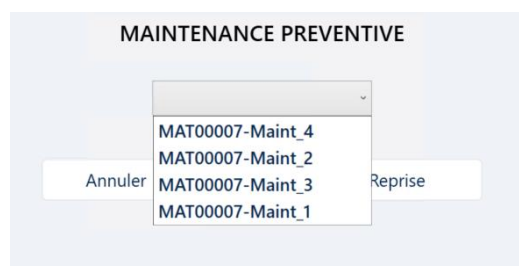 MAINTENANCE PREVENTIVE
MAT00007-Maint_4
MAT00007-Maint_2
Annuler
MAT00007-Maint_3
Reprise
MAT00007-Maint_1